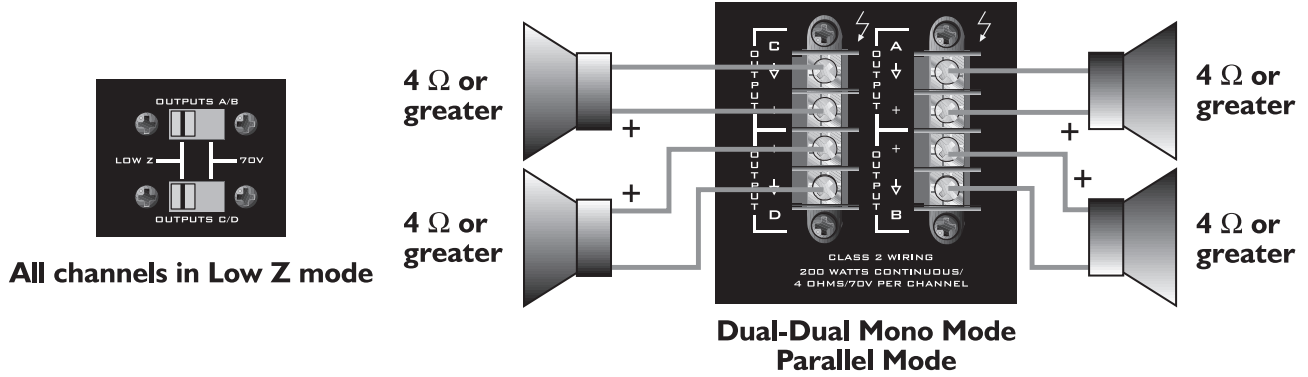 OUTPUTS A/B
LOW Z
70V
OUTPUTS C/D
All channels in Low Z mode
4 Ω or
greater
+
4 Ω or
greater
+
C
OUTPUT
+
+
OUTPUT
D
A
OUTPUT
+
+
OUTPUT
B
CLASS 2 WIRING
200 WATTS CONTINUOUS/
4 OHMS/70V PER CHANNEL
4 Ω or
greater
+
4 Ω or
greater
+
Dual-Dual Mono Mode
Parallel Mode